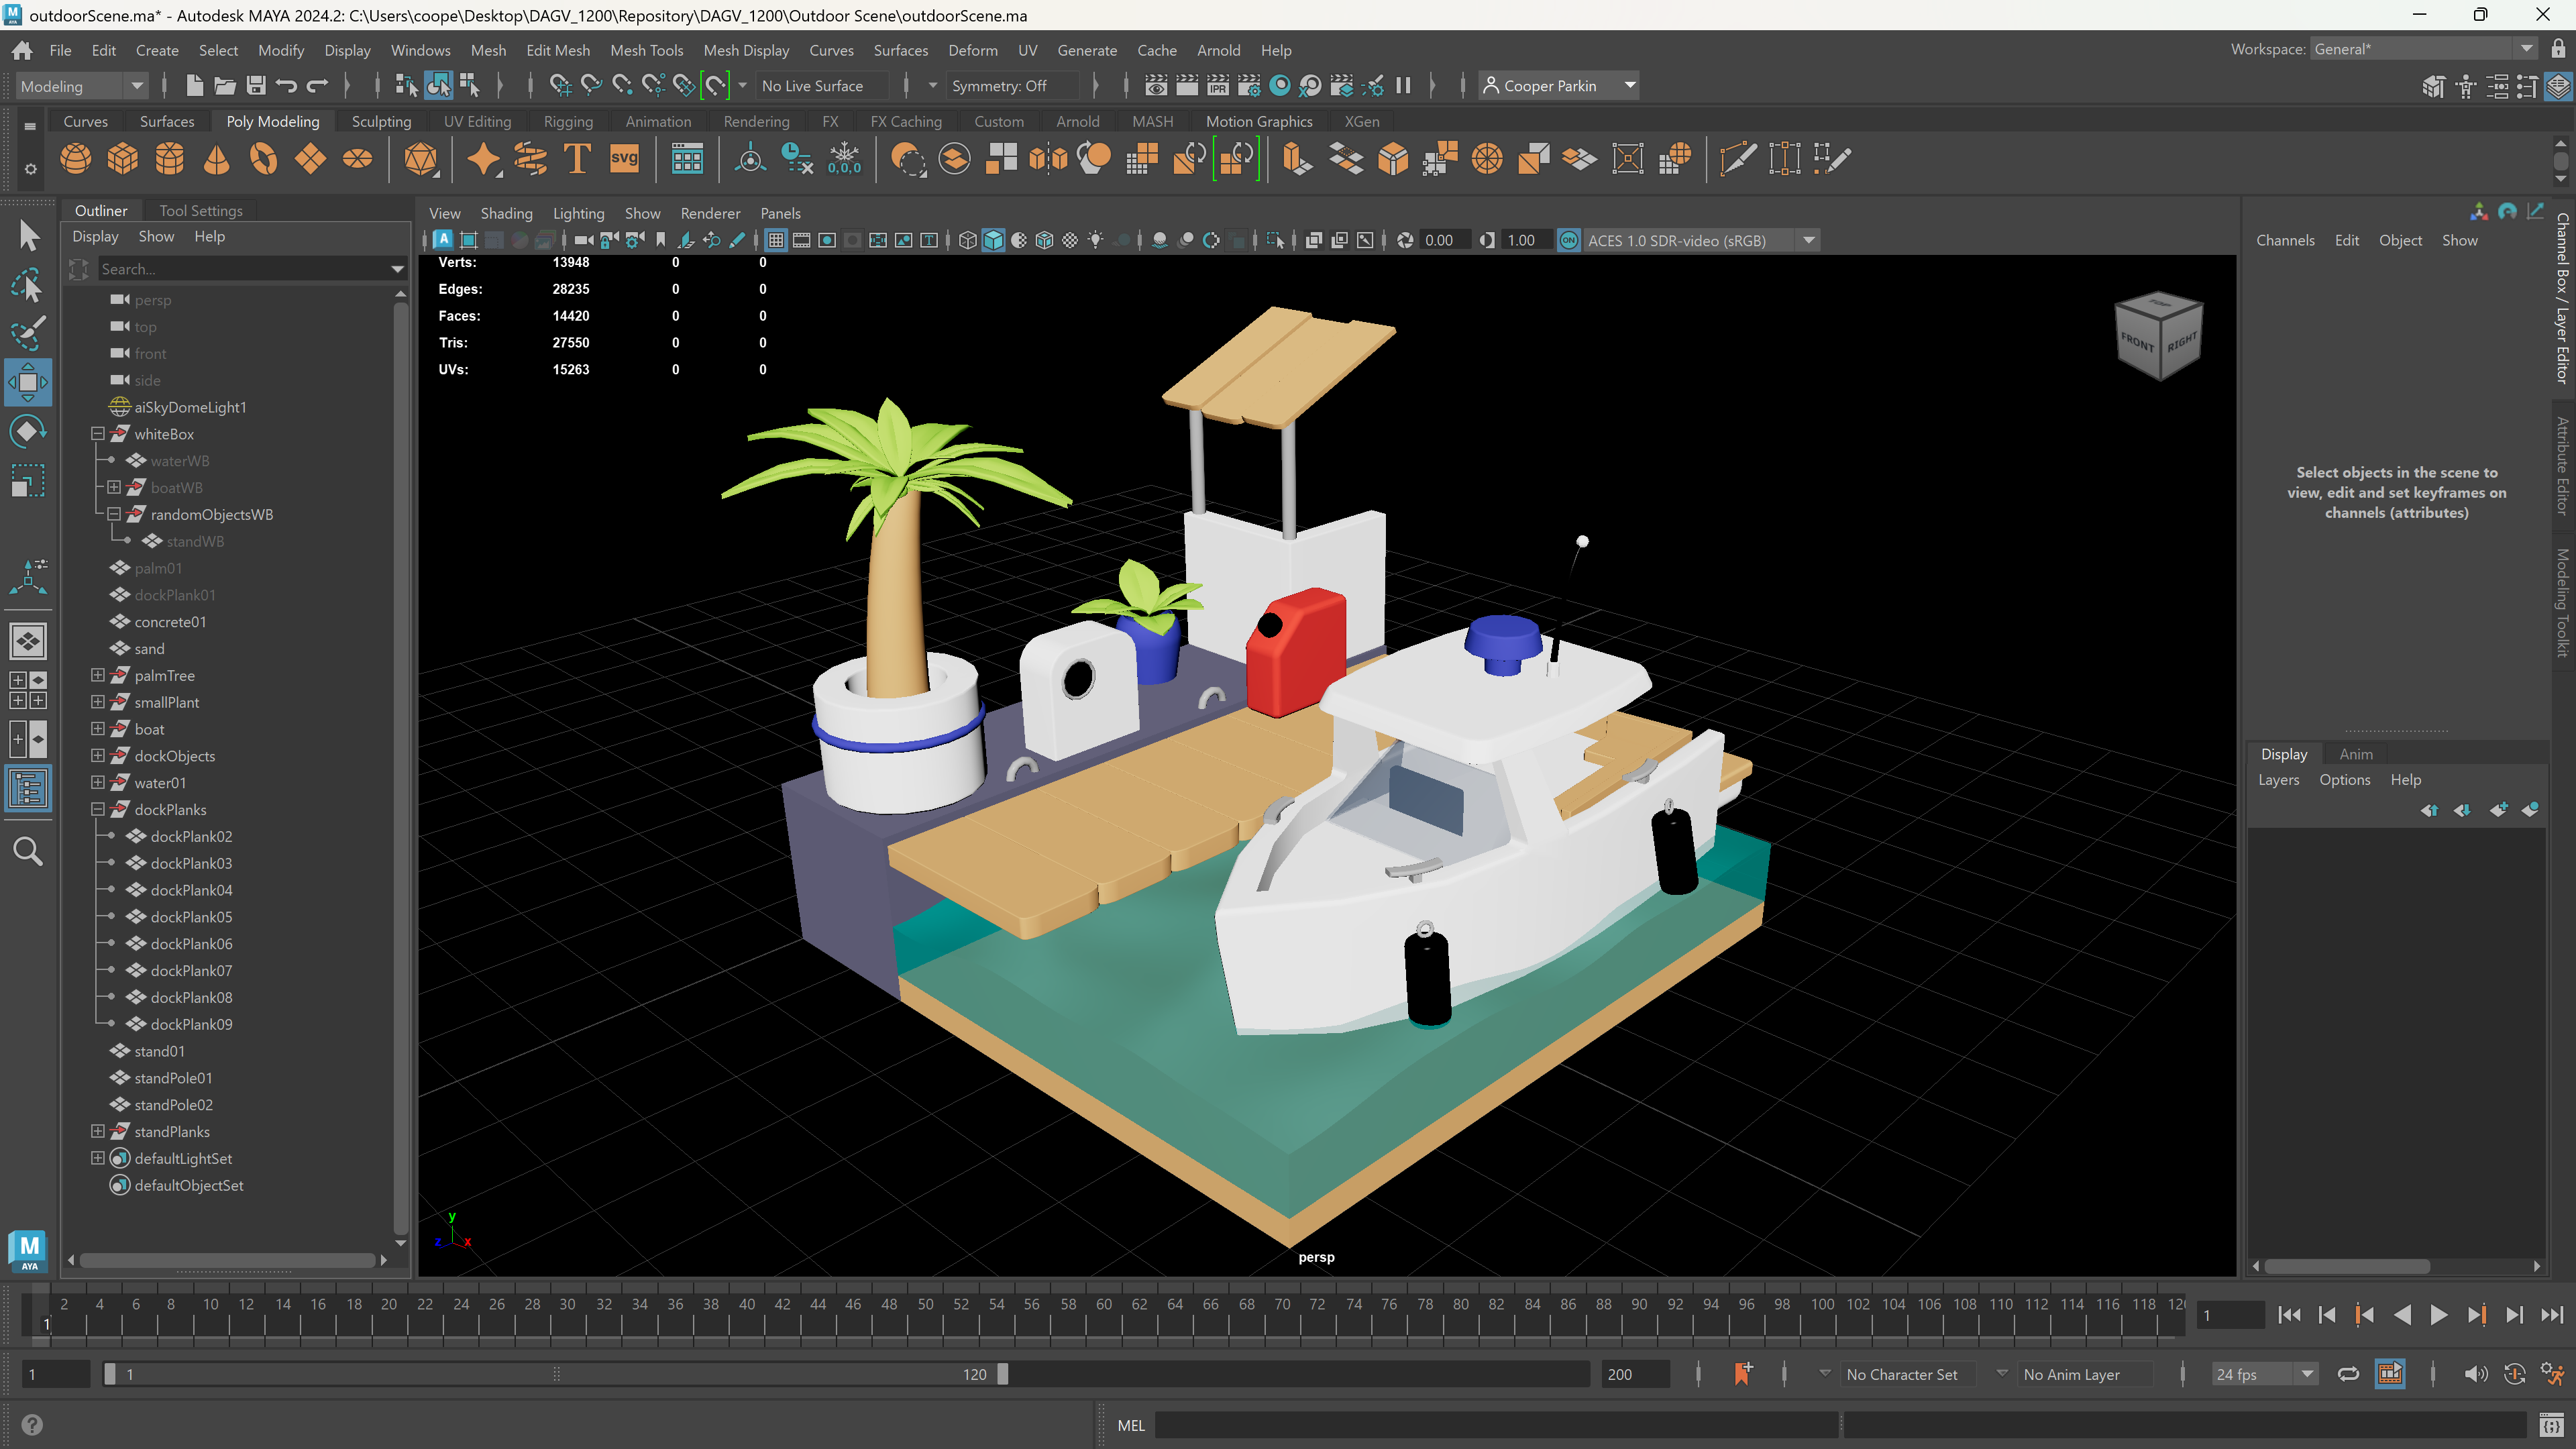 outdoorScene.ma* - Autodesk MAYA 2024.2: C:\Users\coope\Desktop\DAGV_1200\Repository\DAGV_1200\Outdoor Scene\outdoorScene.ma
File Edit Create Select Modify Display Windows Mesh Edit Mesh Mesh Tools Mesh Display Curves Surfaces Deform UV Generate Cache Arnold Help
Workspace: General*
Modeling
No Live Surface
Symmetry: Off
IPR
Cooper Parkin
Curves Surfaces Poly Modeling Sculpting UV Editing Rigging Animation Rendering FX FX Caching Custom Arnold MASH Motion Graphics XGen
T
svg
0,0,0
Outliner Tool Settings
Display Show Help
Search...
persp
top
front
side
aiSkyDomeLight1
whiteBox
waterWB
boatWB
randomObjectsWB
standWB
palm01
dockPlank01
concrete01
sand
palmTree
smallPlant
boat
dockObjects
water01
dockPlanks
dockPlank02
dockPlank03
dockPlank04
dockPlank05
dockPlank06
dockPlank07
dockPlank08
dockPlank09
stand01
standPole01
standPole02
standPlanks
defaultLightSet
defaultObjectSet
M
AYA
View Shading Lighting Show Renderer Panels
A
T
0.00
1.00
ON
ACES 1.0 SDR-video (sRGB)
Verts: 13948 0 0
Edges: 28235 0 0
Faces: 14420 0 0
Tris: 27550 0 0
UVs: 15263 0 0
TOP
FRONT
RIGHT
y
z
x
persp
Channels Edit Object Show
Select objects in the scene to
view, edit and set keyframes on
channels (attributes)
Channel Box / Layer Editor
Attribute Editor
Modeling Toolkit
Display Anim
Layers Options Help
2 4 6 8 10 12 14 16 18 20 22 24 26 28 30 32 34 36 38 40 42 44 46 48 50 52 54 56 58 60 62 64 66 68 70 72 74 76 78 80 82 84 86 88 90 92 94 96 98 100 102 104 106 108 110 112 114 116 118 12
1
1
1
1
120
200
No Character Set
No Anim Layer
24 fps
MEL